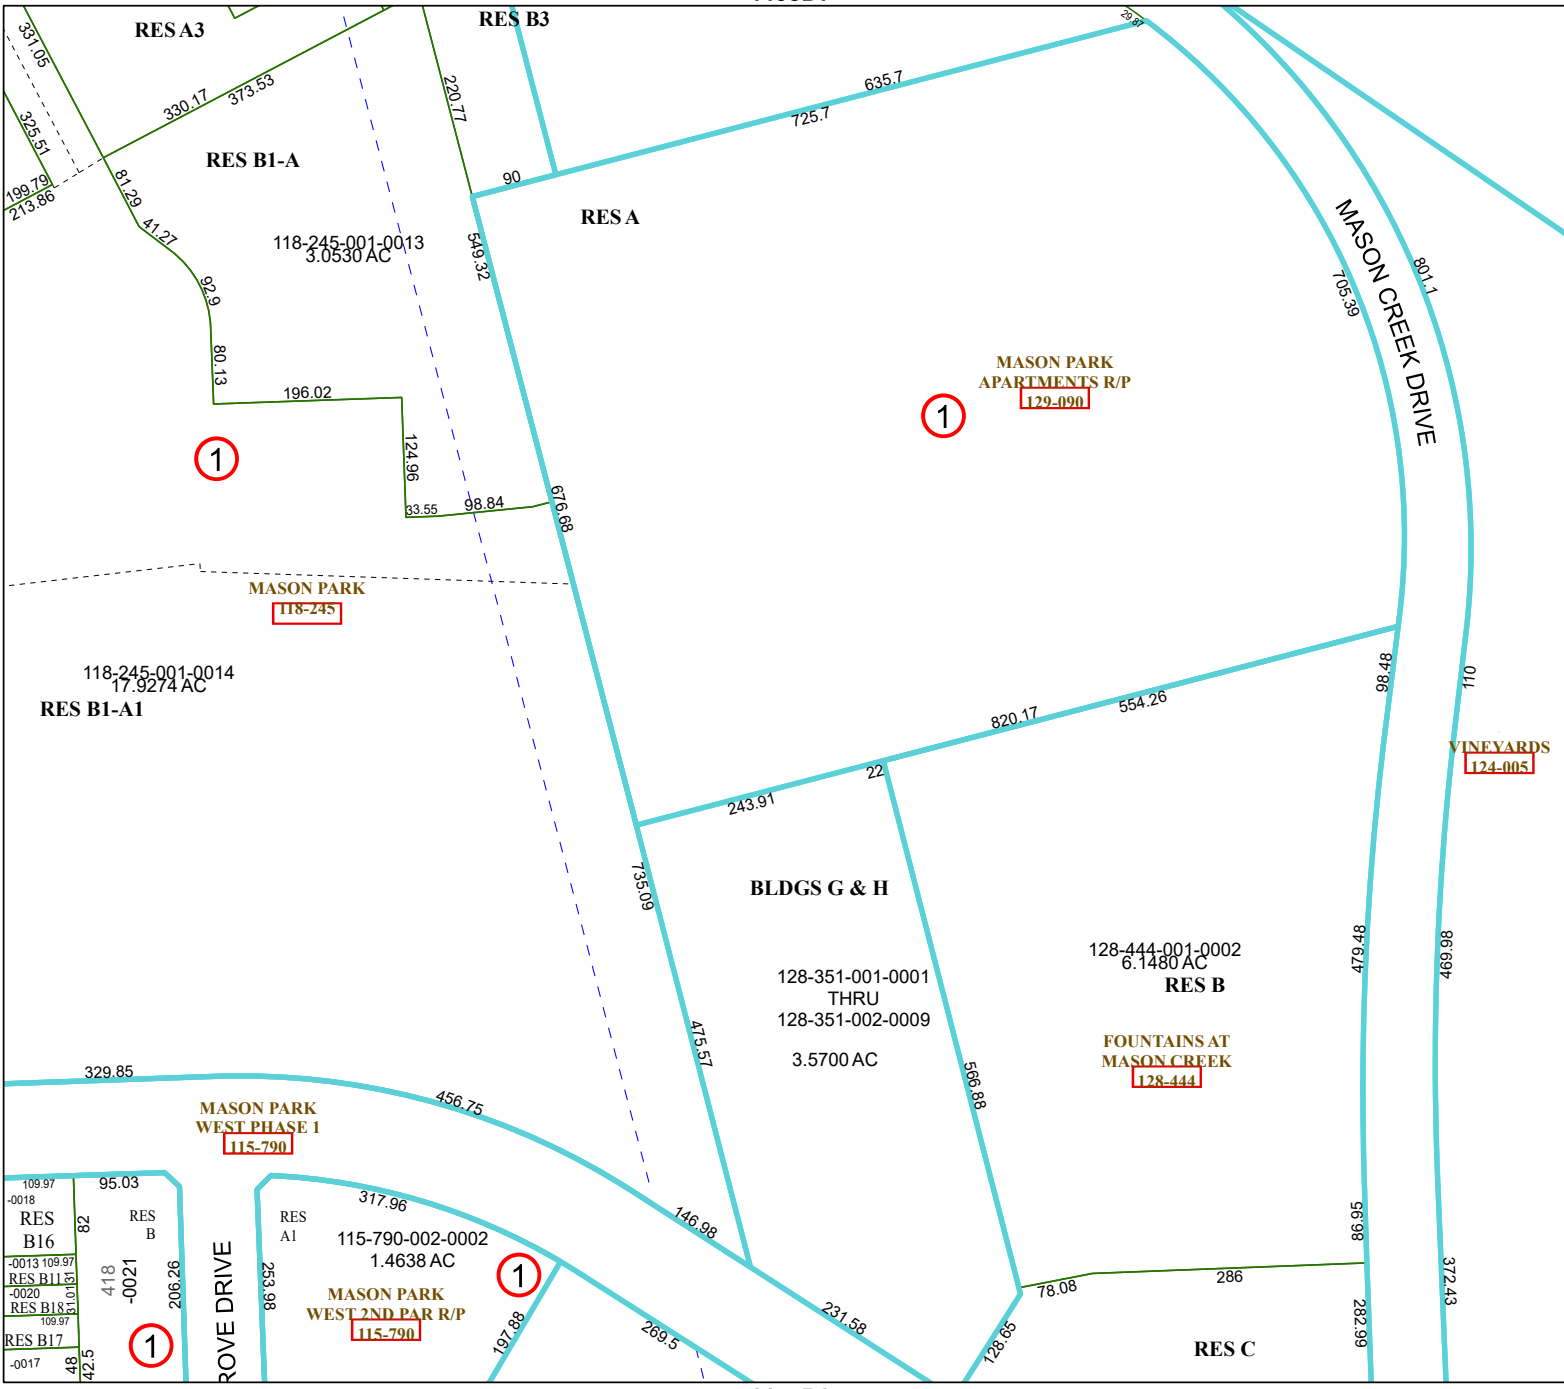 RES A3
RES B3
29.87
331.05
635.7
725.7
330.17
373.53
220.77
325.51
RES B1-A
199.79
213.86
81.29
90
RES A
41.27
118-245-001-0013
3.0530 AC
549.32
92.9
MASON CREEK DRIVE
801.1
705.39
80.13
196.02
MASON PARK
APARTMENTS R/P
129-090
1
1
124.96
33.55
98.84
676.68
MASON PARK
118-245
118-245-001-0014
17.9274 AC
RES B1-A1
98.48
110
820.17
554.26
VINEYARDS
124-005
22
243.91
735.09
BLDGS G & H
479.48
469.98
128-444-001-0002
6.1480 AC
RES B
128-351-001-0001
THRU
128-351-002-0009
3.5700 AC
475.57
FOUNTAINS AT
MASON CREEK
128-444
566.88
329.85
456.75
MASON PARK
WEST PHASE 1
115-790
109.97
95.03
-0018
RES
B16
82
RES
B
317.96
RES
A1
146.98
86.95
115-790-002-0002
1.4638 AC
1
-0013 109.97
RES B11
31
-0020
RES B18
31.01
109.97
RES B17
-0017
48
42.5
418
-0021
206.26
ROVE DRIVE
253.98
MASON PARK
WEST 2ND PAR R/P
115-790
1
197.88
269.5
231.58
128.65
78.08
286
282.99
372.43
RES C